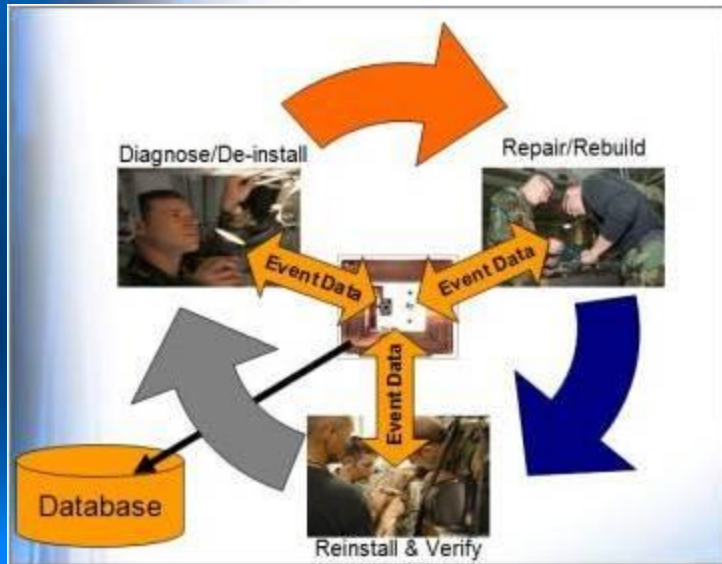 Diagnose/De-install
Repair/Rebuild
Event Data
Event Data
Event Data
Database
Reinstall & Verify